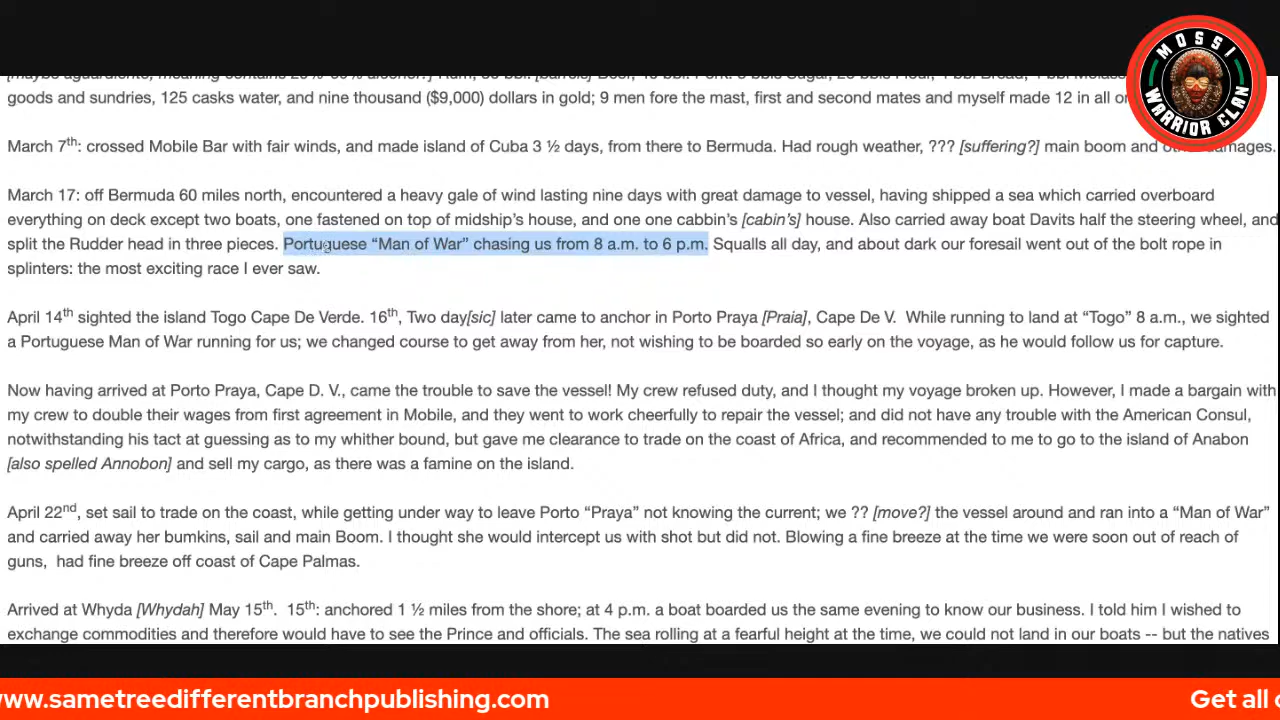 goods and sundries, 125 casks water, and nine thousand ($9,000) dollars in gold; 9 men fore the mast, first and second mates and myself made 12 in all
March 7th: crossed Mobile Bar with fair winds, and made island of Cuba 3 ½ days, from there to Bermuda. Had rough weather, ??? [suffering?] main boom and damages.
March 17: off Bermuda 60 miles north, encountered a heavy gale of wind lasting nine days with great damage to vessel, having shipped a sea which carried overboard
everything on deck except two boats, one fastened on top of midship's house, and one one cabbin's [cabin's] house. Also carried away boat Davits half the steering wheel, and
split the Rudder head in three pieces. Portuguese “Man of War” chasing us from 8 a.m. to 6 p.m. Squalls all day, and about dark our foresail went out of the bolt rope in
splinters: the most exciting race I ever saw.
April 14th sighted the island Togo Cape De Verde. 16th, Two day[sic] later came to anchor in Porto Praya [Praia], Cape De V. While running to land at “Togo” 8 a.m., we sighted
a Portuguese Man of War running for us; we changed course to get away from her, not wishing to be boarded so early on the voyage, as he would follow us for capture.
Now having arrived at Porto Praya, Cape D. V., came the trouble to save the vessel! My crew refused duty, and I thought my voyage broken up. However, I made a bargain with
my crew to double their wages from first agreement in Mobile, and they went to work cheerfully to repair the vessel; and did not have any trouble with the American Consul,
notwithstanding his tact at guessing as to my whither bound, but gave me clearance to trade on the coast of Africa, and recommended to me to go to the island of Anabon
[also spelled Annobon] and sell my cargo, as there was a famine on the island.
April 22nd, set sail to trade on the coast, while getting under way to leave Porto “Praya” not knowing the current; we ?? [move?] the vessel around and ran into a “Man of War”
and carried away her bumkins, sail and main Boom. I thought she would intercept us with shot but did not. Blowing a fine breeze at the time we were soon out of reach of
guns, had fine breeze off coast of Cape Palmas.
Arrived at Whyda [Whydah] May 15th. 15th: anchored 1 ½ miles from the shore; at 4 p.m. a boat boarded us the same evening to know our business. I told him I wished to
exchange commodities and therefore would have to see the Prince and officials. The sea rolling at a fearful height at the time, we could not land in our boats -- but the natives
MOSSI
WARRIOR CLAN
www.sametreedifferentbranchpublishing.com
Get all